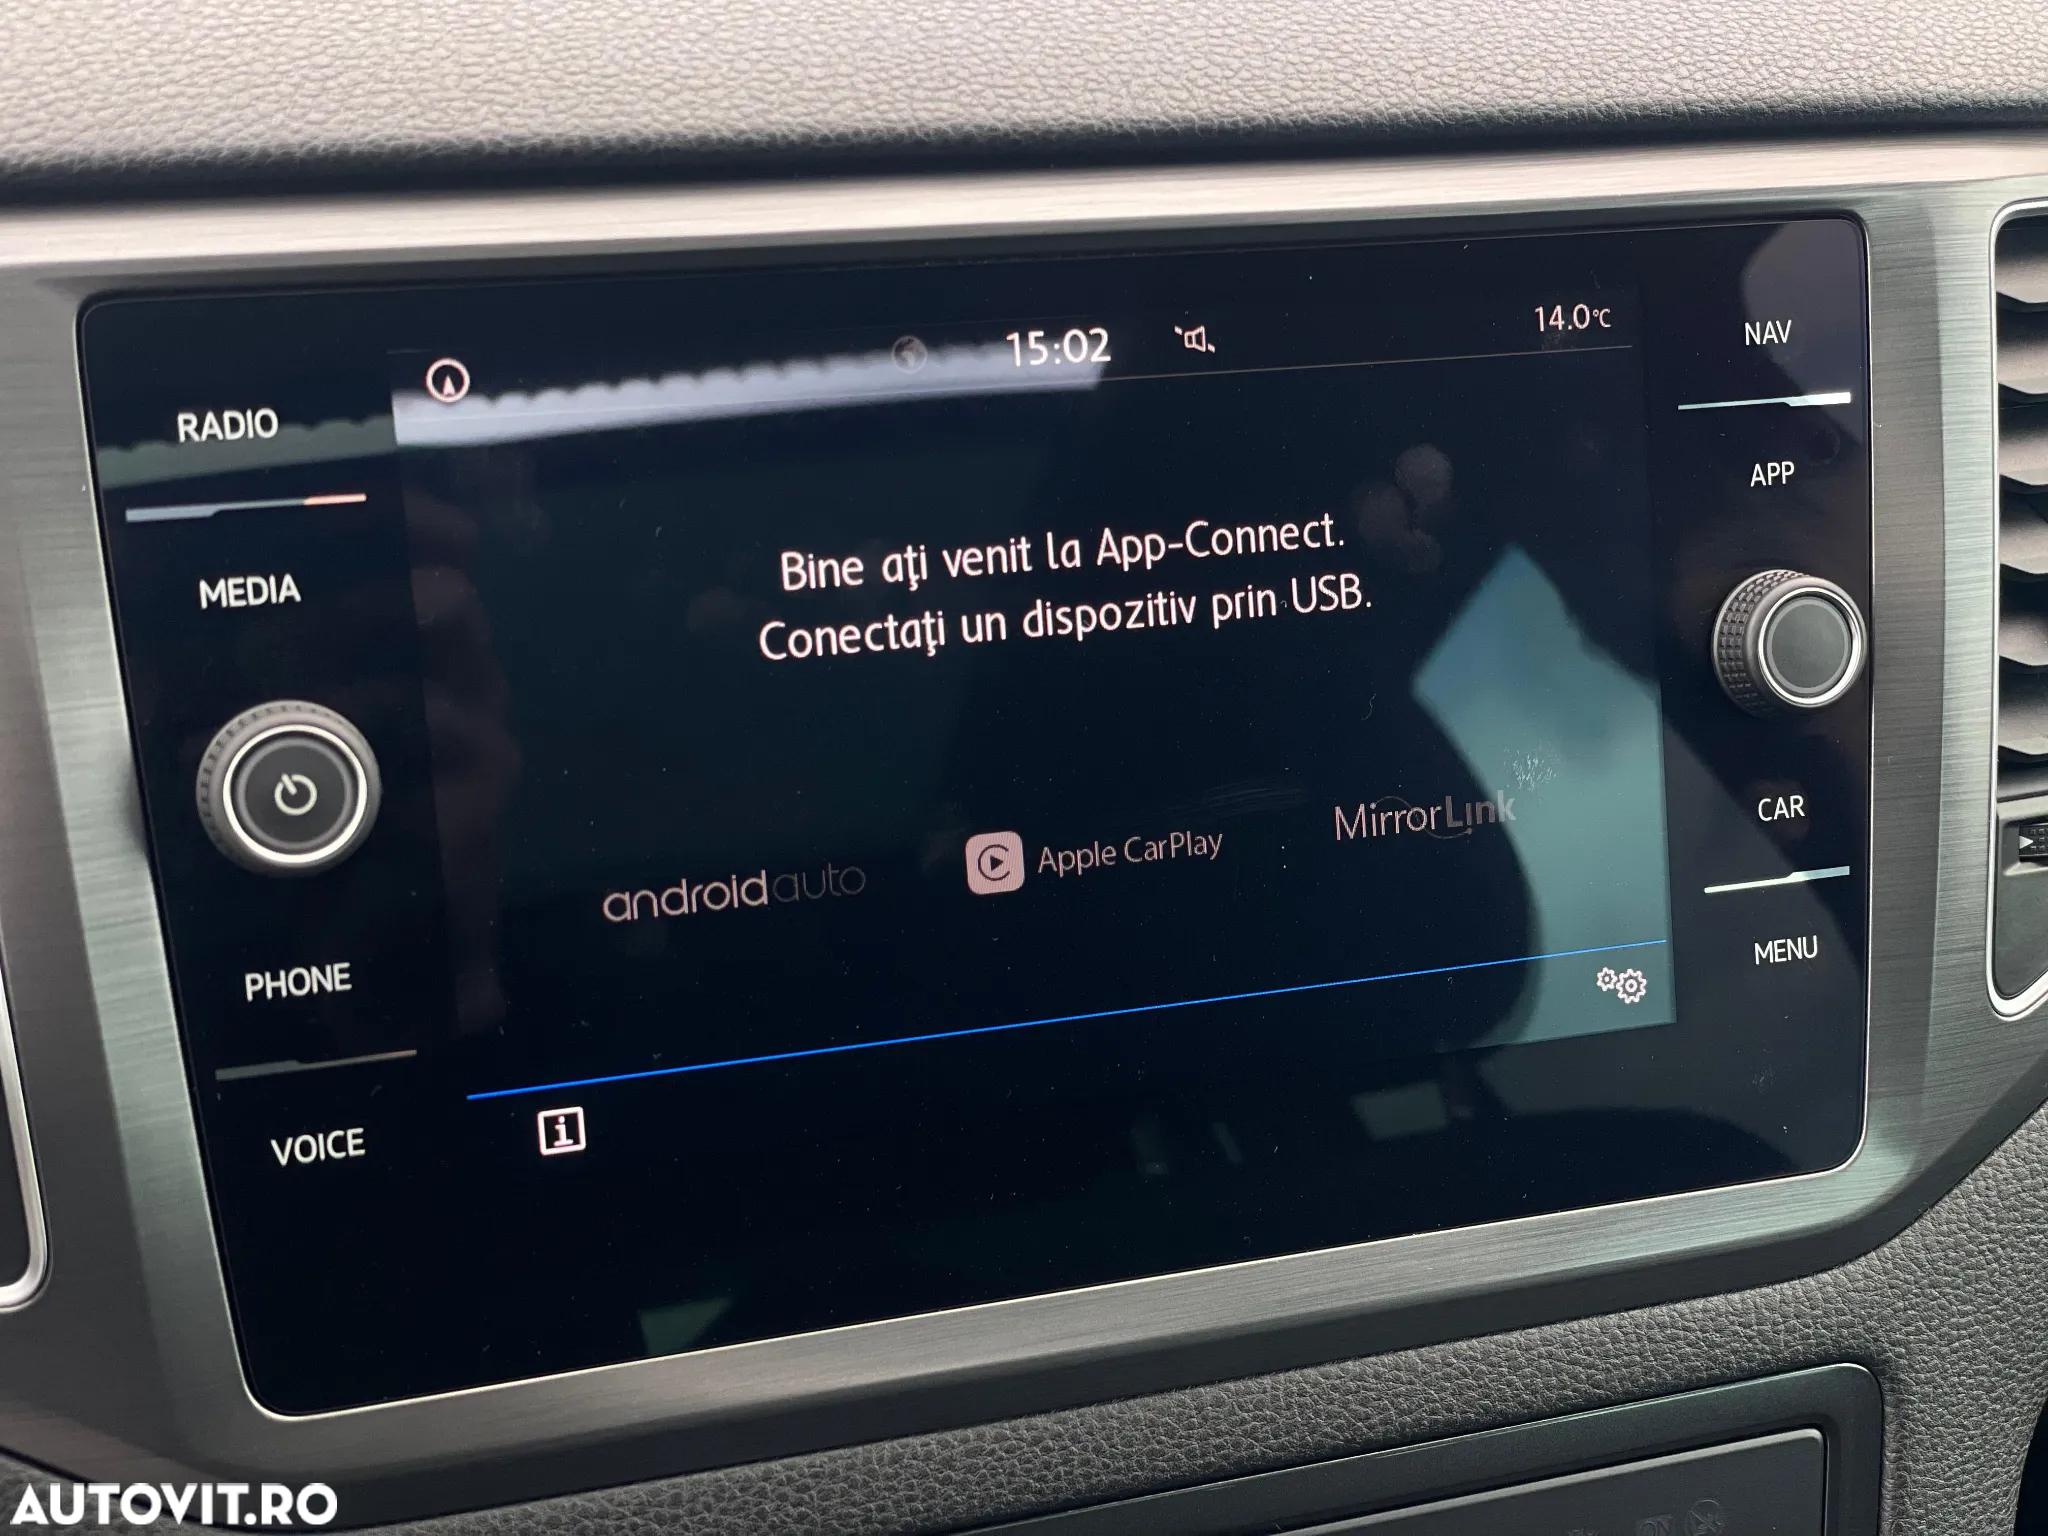 15:02
14.0°C
RADIO
NAV
APP
MEDIA
Bine aţi venit la App-Connect.
Conectaţi un dispozitiv prin USB.
androidauto
Apple CarPlay
MirrorLink
CAR
PHONE
MENU
VOICE
i
AUTOVIT.RO